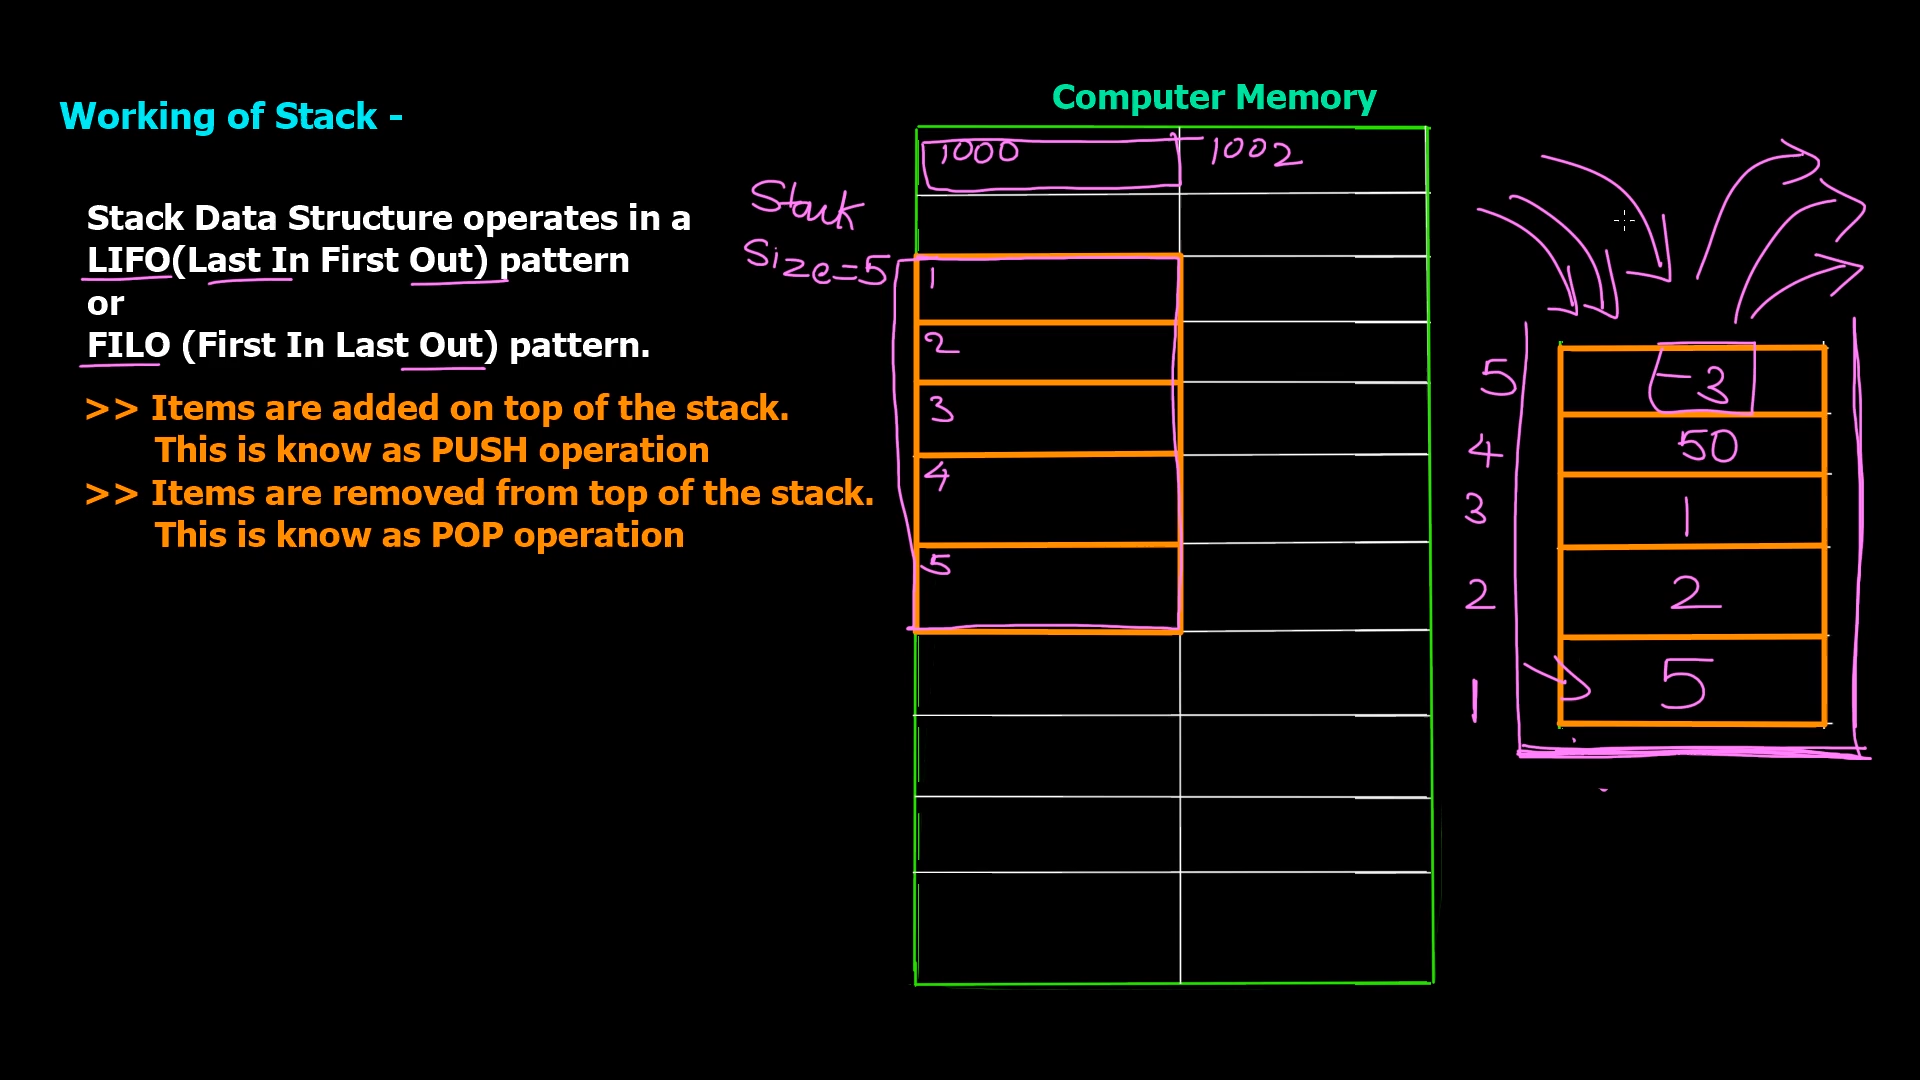 Working of Stack -
Stack Data Structure operates in a
LIFO(Last In First Out) pattern
or
FILO (First In Last Out) pattern.
>> Items are added on top of the stack.
This is know as PUSH operation
>> Items are removed from top of the stack.
This is know as POP operation
Computer Memory
1000 1002
Stack
Size=5
1
2
3
4
5
5 -3
4 50
3 1
2 2
1 5